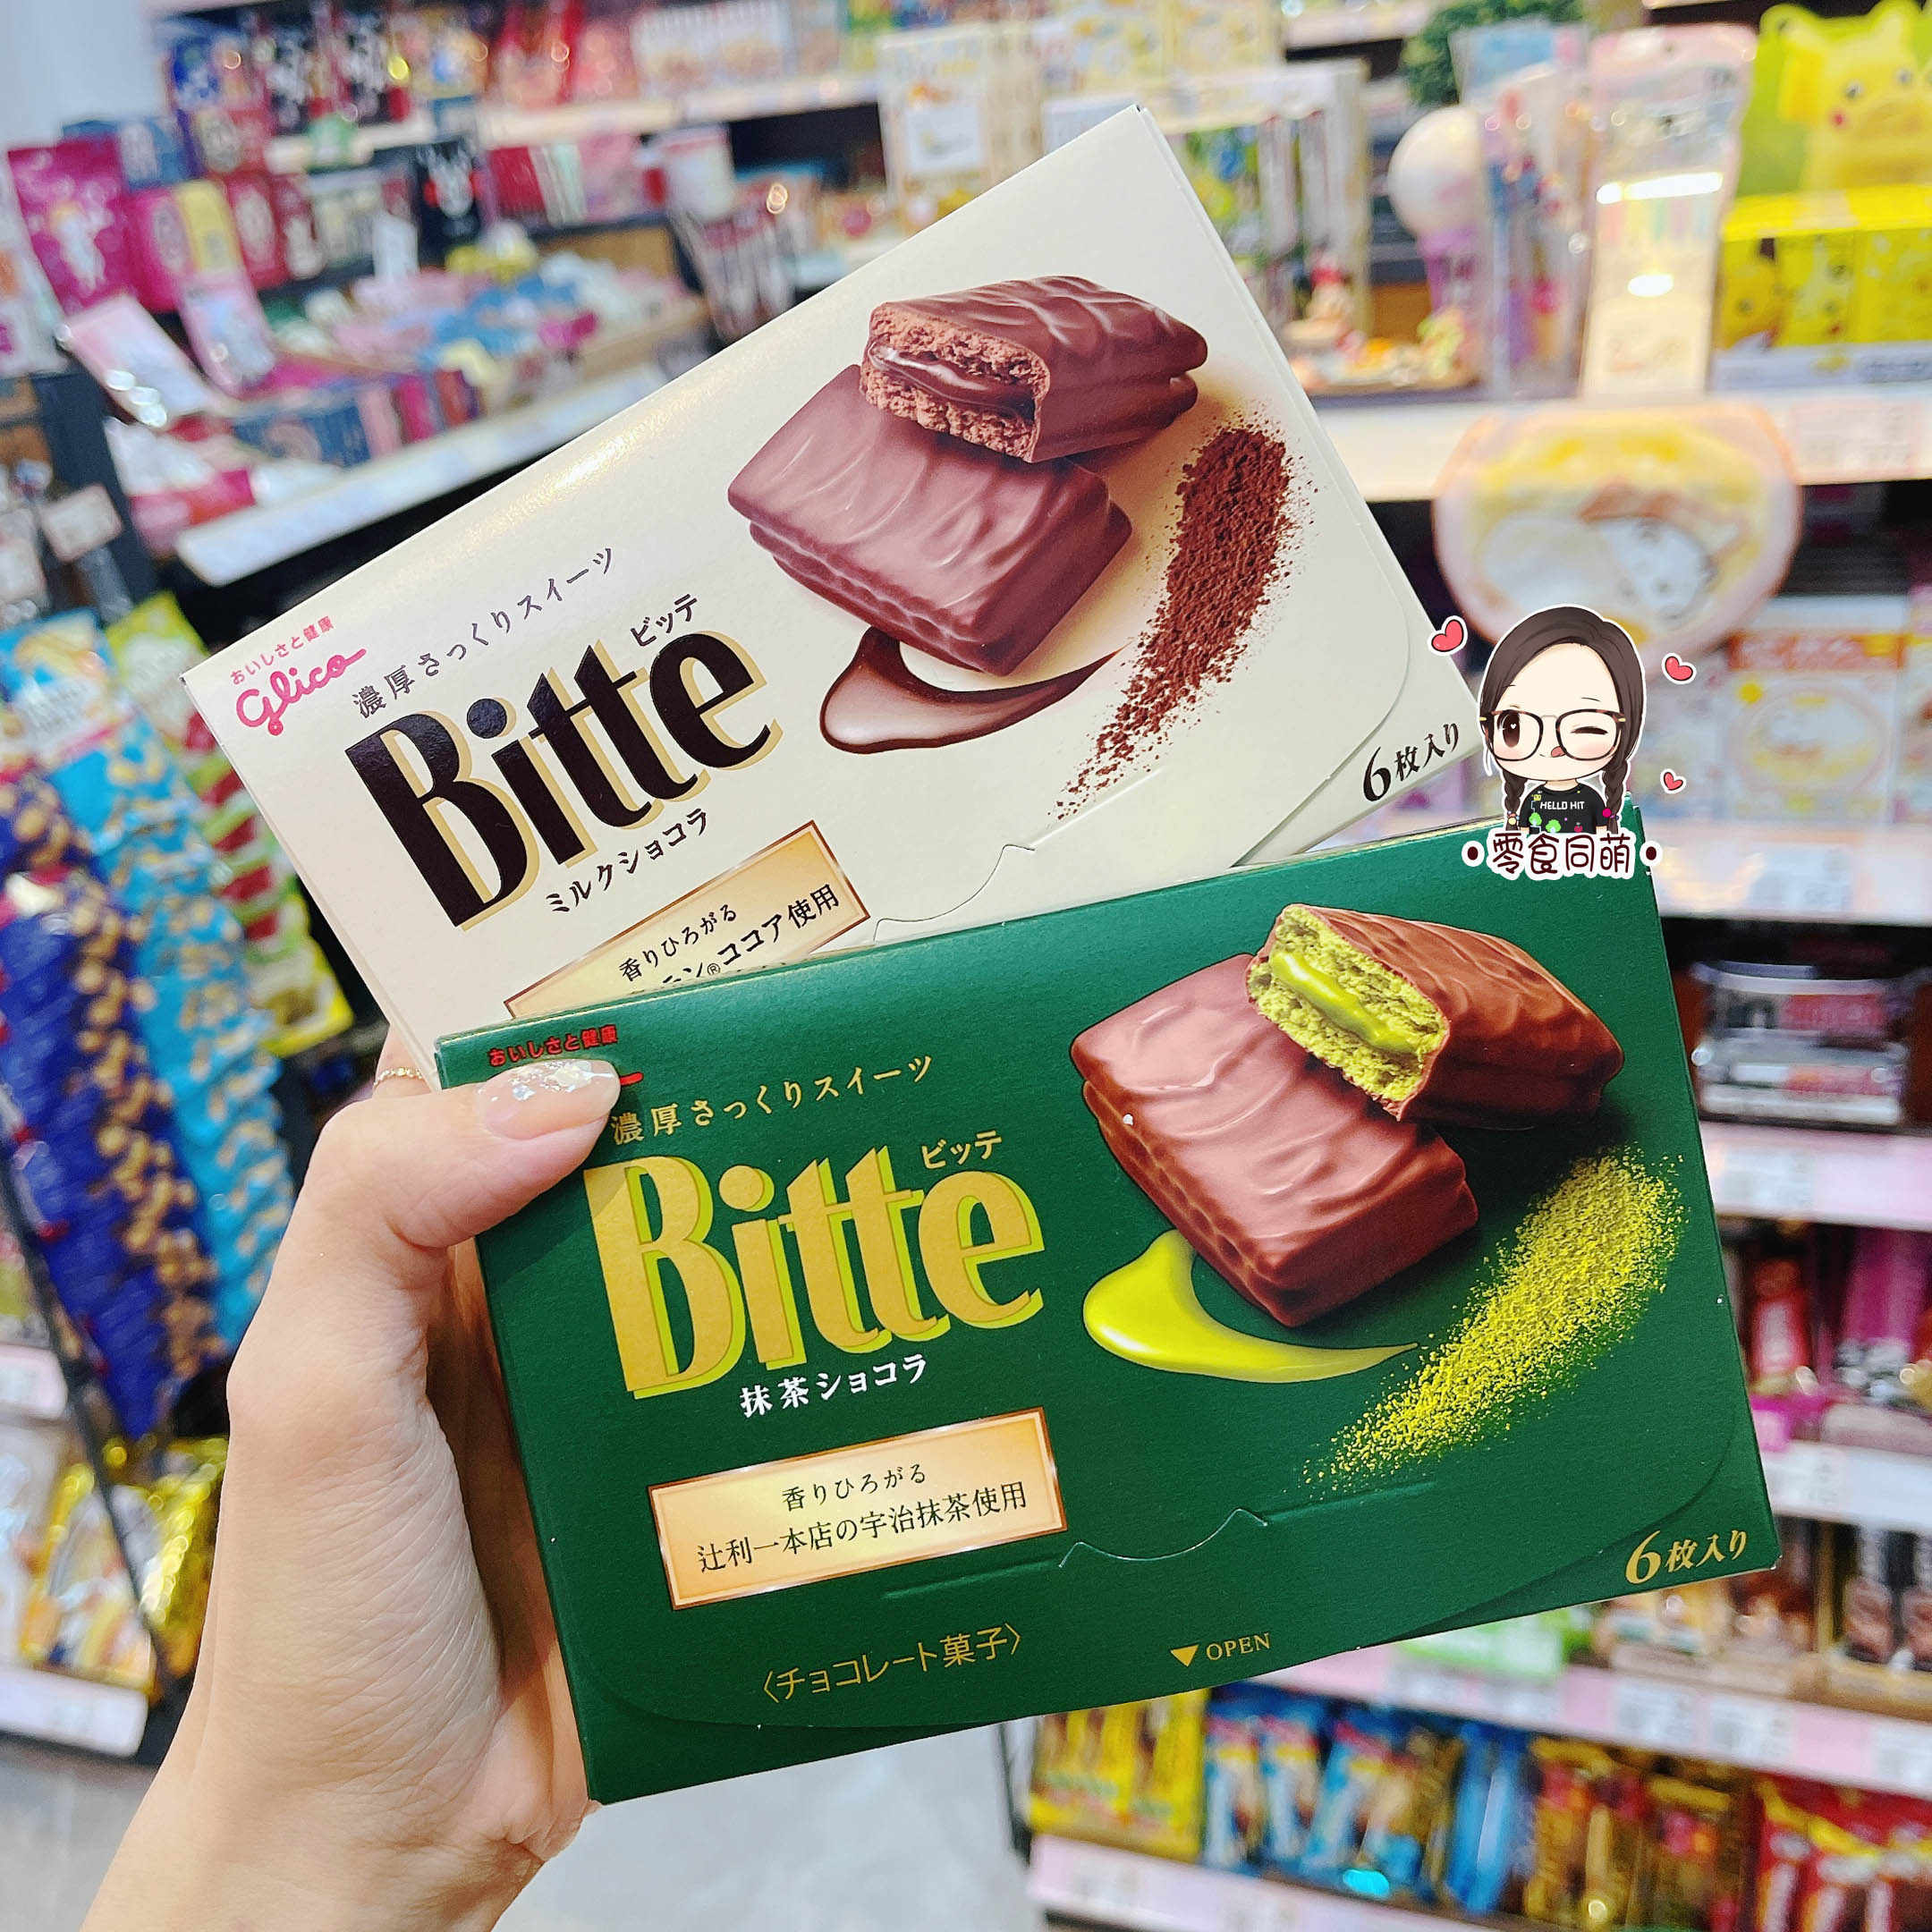 おいしさと健康
glico
濃厚さっくりスイーツ
ビッテ
Bitte
ミルクショコラ
香りひろがる
ン®ココア使用
6枚入り
HELLO HIT
•零食同萌•
おいしさと健康
濃厚さっくりスイーツ
ビッテ
Bitte
抹茶ショコラ
香りひろがる
辻利一本店の宇治抹茶使用
6枚入り
〈チョコレート菓子〉
▼OPEN